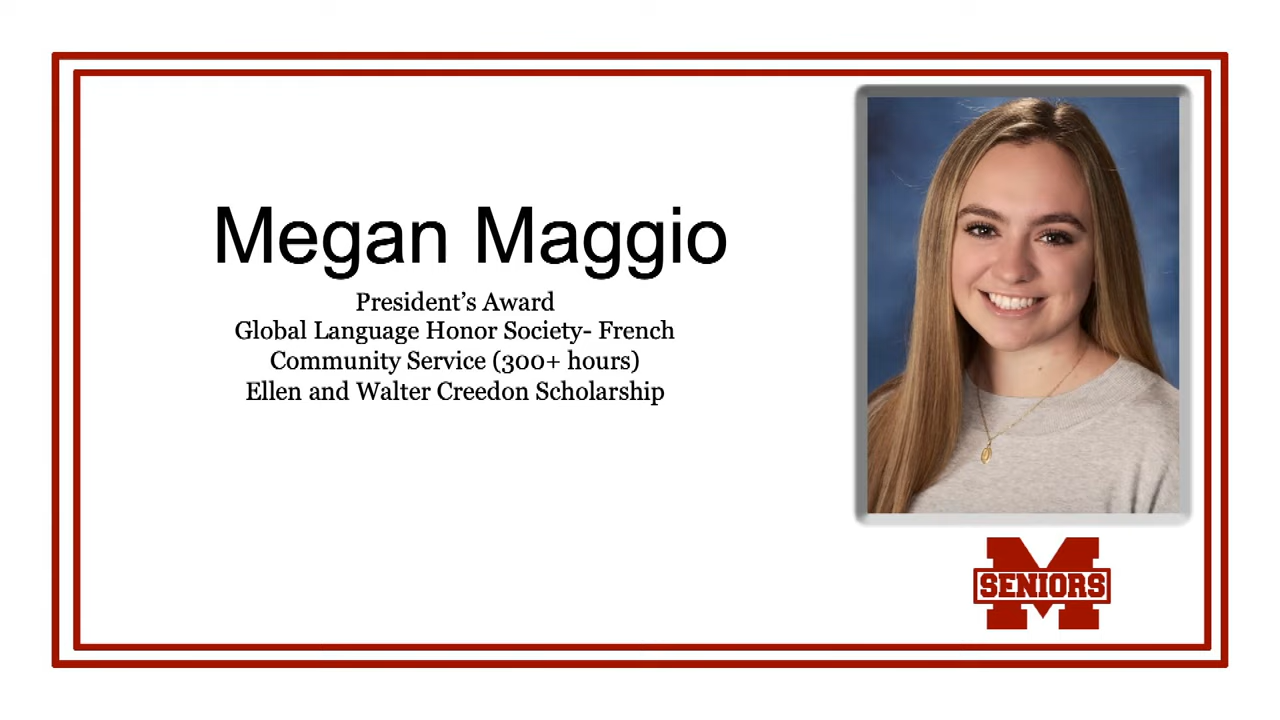 Megan Maggio
President’s Award
Global Language Honor Society- French
Community Service (300+ hours)
Ellen and Walter Creedon Scholarship
M
SENIORS